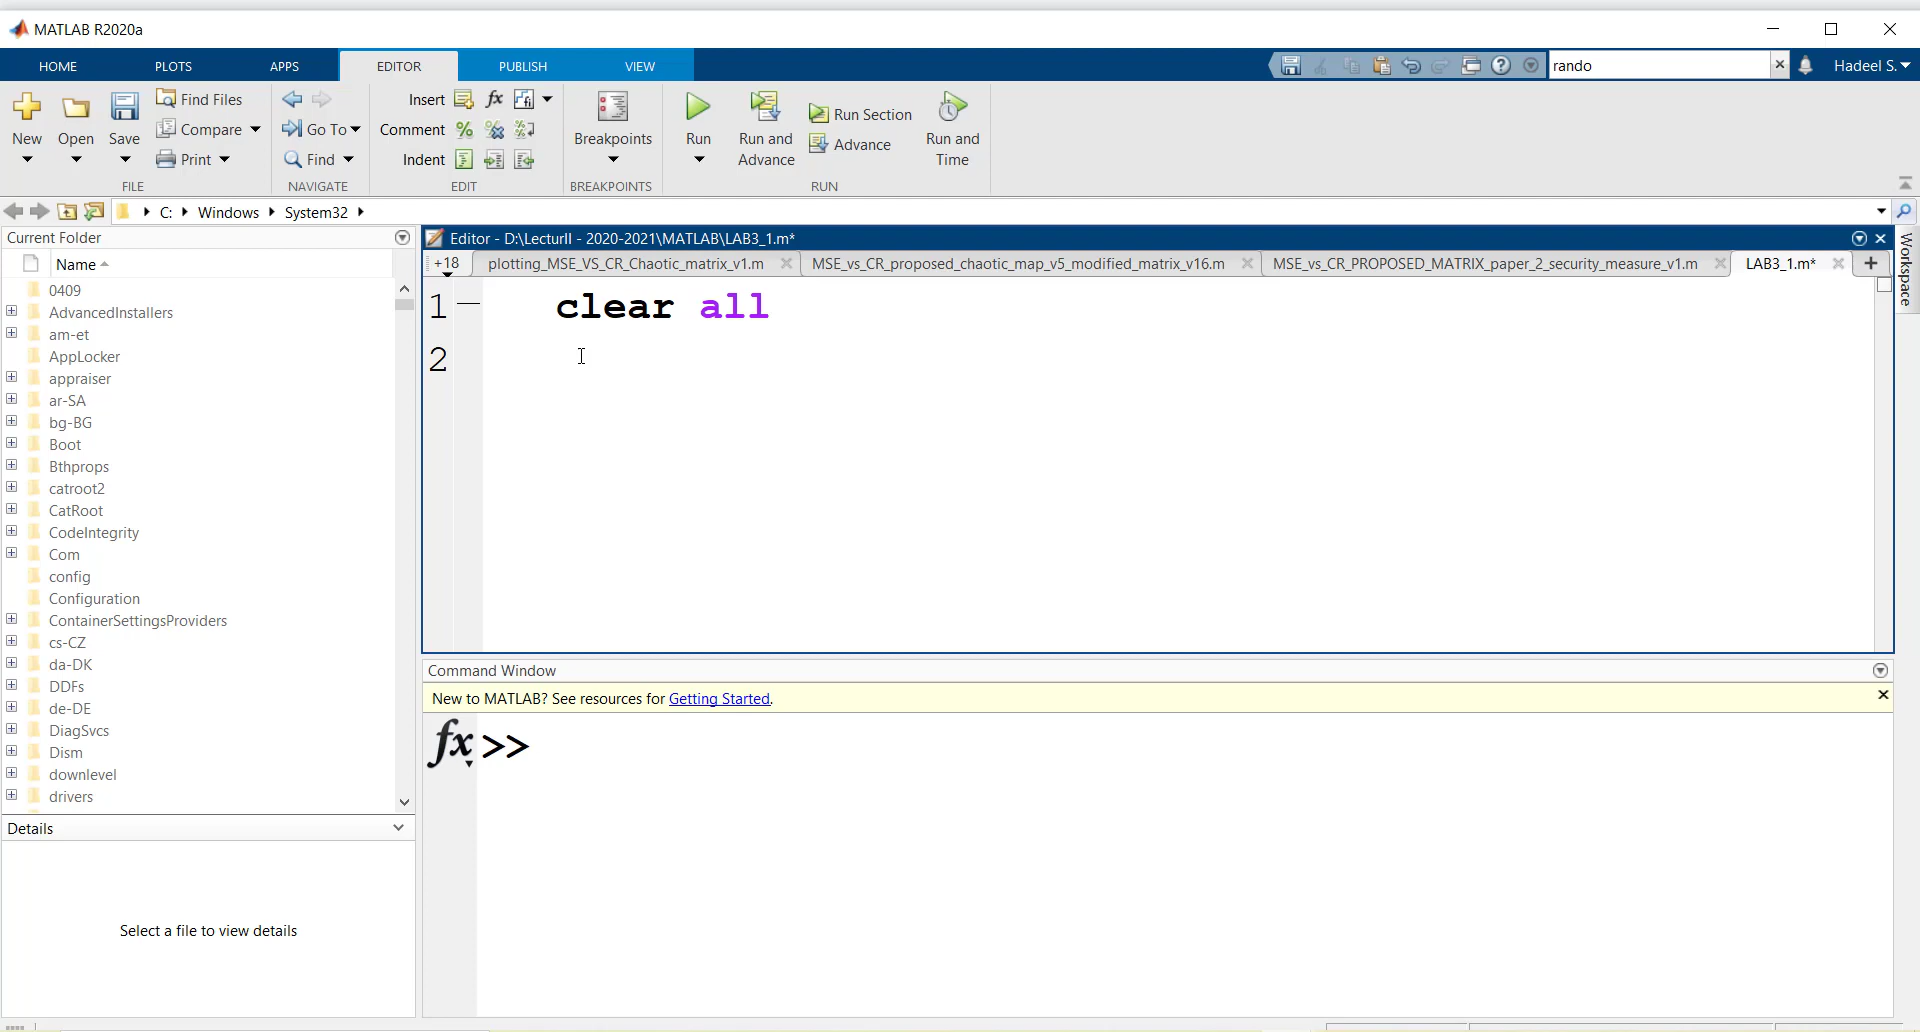 MATLAB R2020a
HOME PLOTS APPS EDITOR PUBLISH VIEW rando Hadeel S.
New Open Save Find Files Compare Print FILE
Go To Find NAVIGATE
Insert fx Comment Indent EDIT
Breakpoints BREAKPOINTS
Run Run and Advance Run Section Advance Run and Time RUN
C: Windows System32
Current Folder
Name
0409
AdvancedInstallers
am-et
AppLocker
appraiser
ar-SA
bg-BG
Boot
Bthprops
catroot2
CatRoot
CodeIntegrity
Com
config
Configuration
ContainerSettingsProviders
cs-CZ
da-DK
DDFs
de-DE
DiagSvcs
Dism
downlevel
drivers
Details
Select a file to view details
Editor - D:\LecturII - 2020-2021\MATLAB\LAB3_1.m*
+18 plotting_MSE_VS_CR_Chaotic_matrix_v1.m MSE_vs_CR_proposed_chaotic_map_v5_modified_matrix_v16.m MSE_vs_CR_PROPOSED_MATRIX_paper_2_security_measure_v1.m LAB3_1.m* +
1 clear all
2
Workspace
Command Window
New to MATLAB? See resources for Getting Started.
fx >>